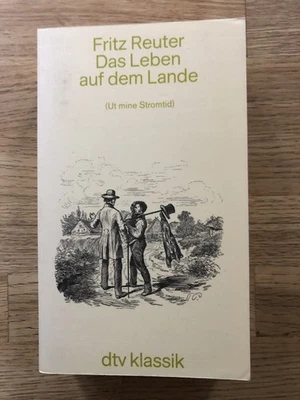 Fritz Reuter
Das Leben
auf dem Lande
(Ut mine Stromtid)
dtv klassik